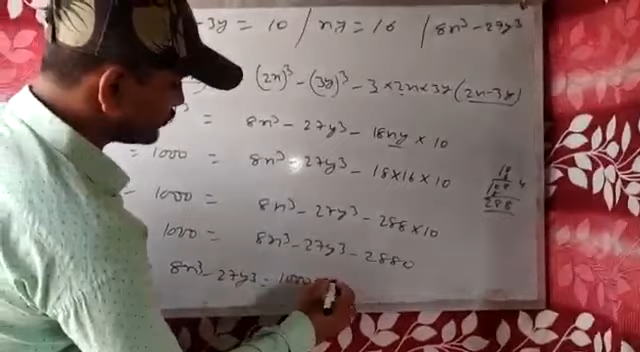 -3y = 10 / xy = 16 / 8x³-27y³
(2x)³ - (3y)³ - 3×2x×3y(2x-3y)
³ = 8x³-27y³-18xy×10
= 1000 = 8x³-27y³-18×16×10
- 1000 = 8x³-27y³-288×10
1000 = 8x³-27y³-2880
8x³-27y³ = 1000
18
288